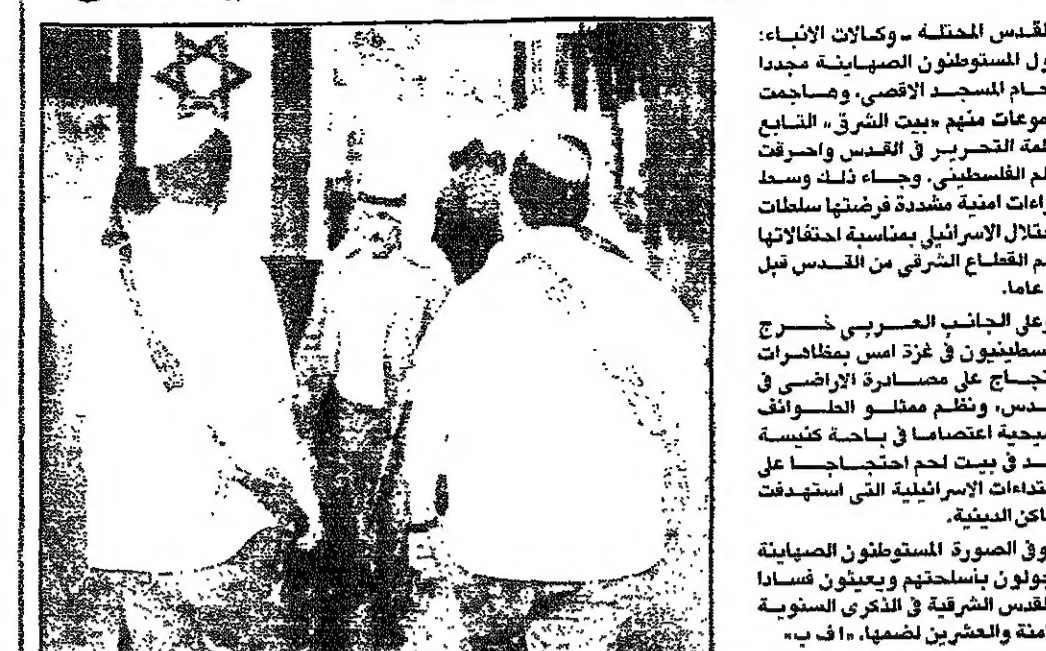 لقدس المحتلة ـ وكالات الانباء:
ول المستوطنون الصهاينة مجددا
حام المسجد الاقصى، وهاجمت
موعات منهم «بيت الشرق» التابع
لمة التحرير في القدس واحرقت
لم الفلسطيني. وجاء ذلك وسط
راءات امنية مشددة فرضتها سلطات
حتلال الاسرائيلي بمناسبة احتفالاتها
م القطاع الشرقي من القدس قبل
عاما.
وعلى الجانب العربي خرج
سطينيون في غزة امس بمظاهرات
تجاج على مصادرة الاراضي في
دس، ونظم ممثلو الطوائف
يحية اعتصاما في باحة كنيسة
د في بيت لحم احتجاجا على
تداءات الاسرائيلية التي استهدفت
اكن الدينية.
وفي الصورة المستوطنون الصهاينة
جولون بأسلحتهم ويعيثون فسادا
لقدس الشرقية في الذكرى السنوية
امنة والعشرين لضمها. «ا ف ب»